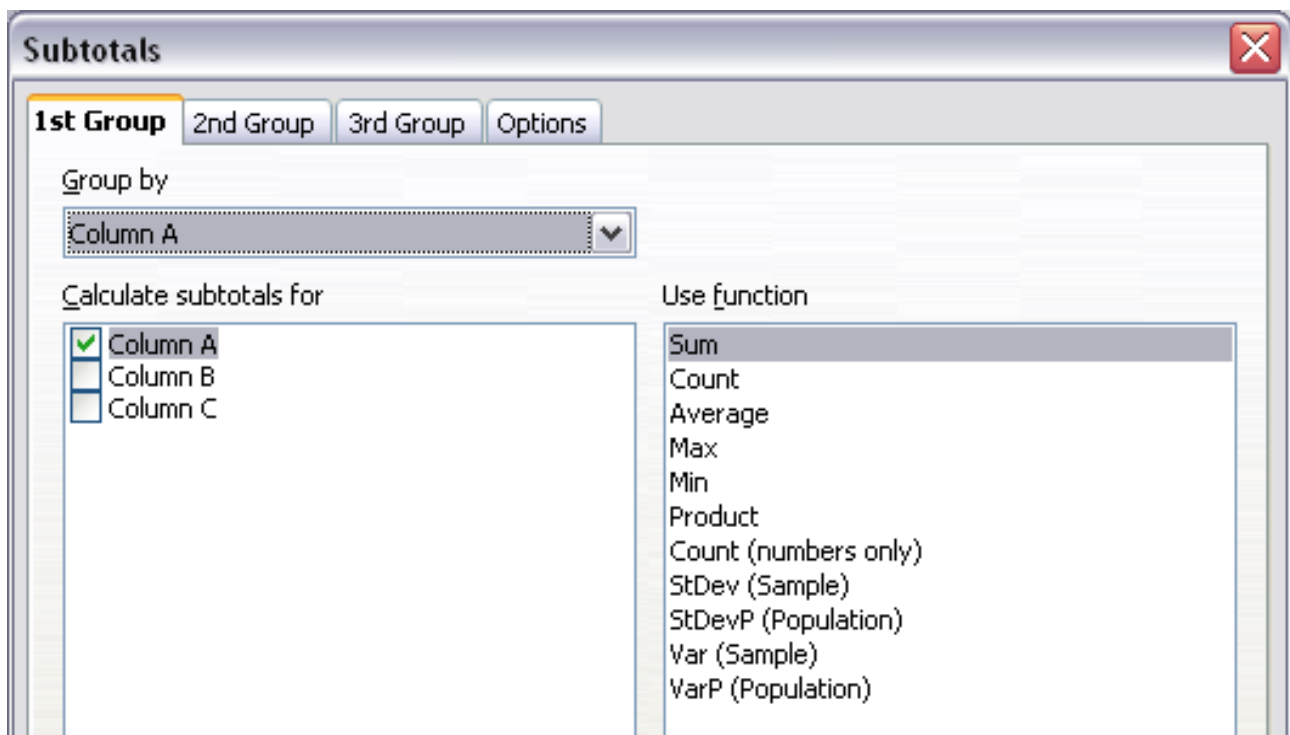 Subtotals
1st Group 2nd Group 3rd Group Options
Group by
Column A
Calculate subtotals for
Column A
Column B
Column C
Use function
Sum
Count
Average
Max
Min
Product
Count (numbers only)
StDev (Sample)
StDevP (Population)
Var (Sample)
VarP (Population)